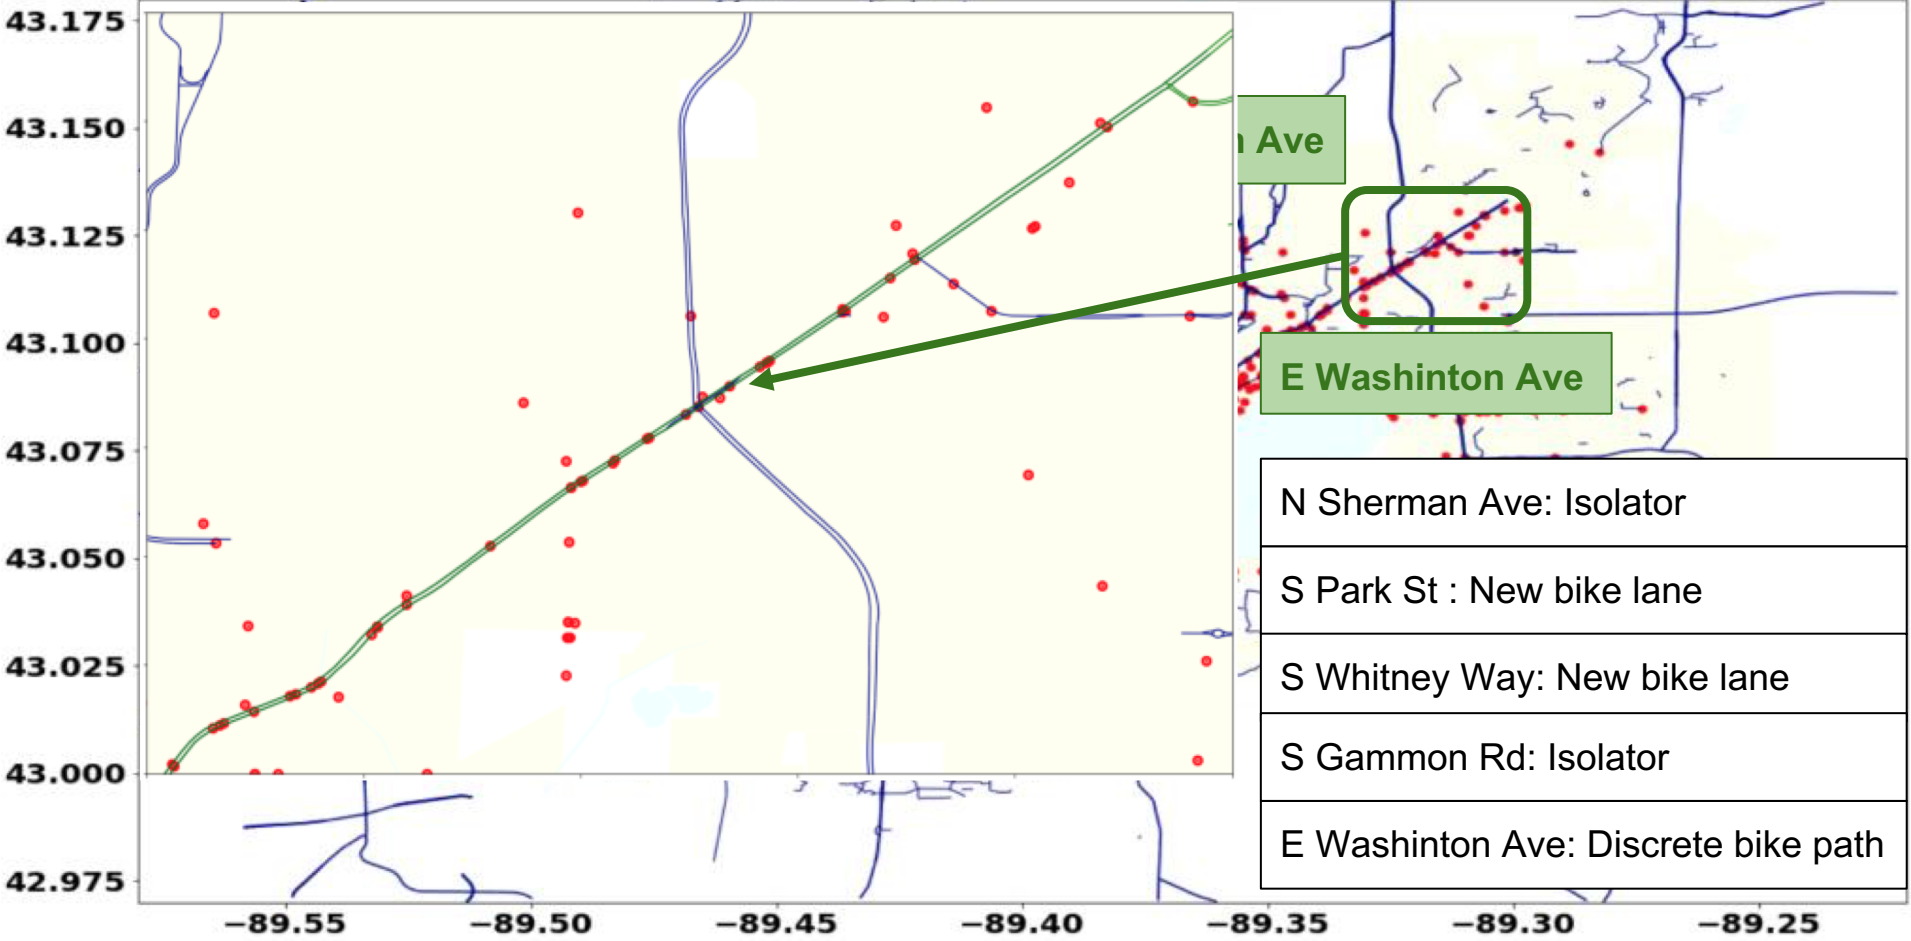 43.175
43.150
43.125
43.100
43.075
43.050
43.025
43.000
42.975
Ave
E Washinton Ave
N Sherman Ave: Isolator
S Park St : New bike lane
S Whitney Way: New bike lane
S Gammon Rd: Isolator
E Washinton Ave: Discrete bike path
−89.55
−89.50
−89.45
−89.40
−89.35
−89.30
−89.25